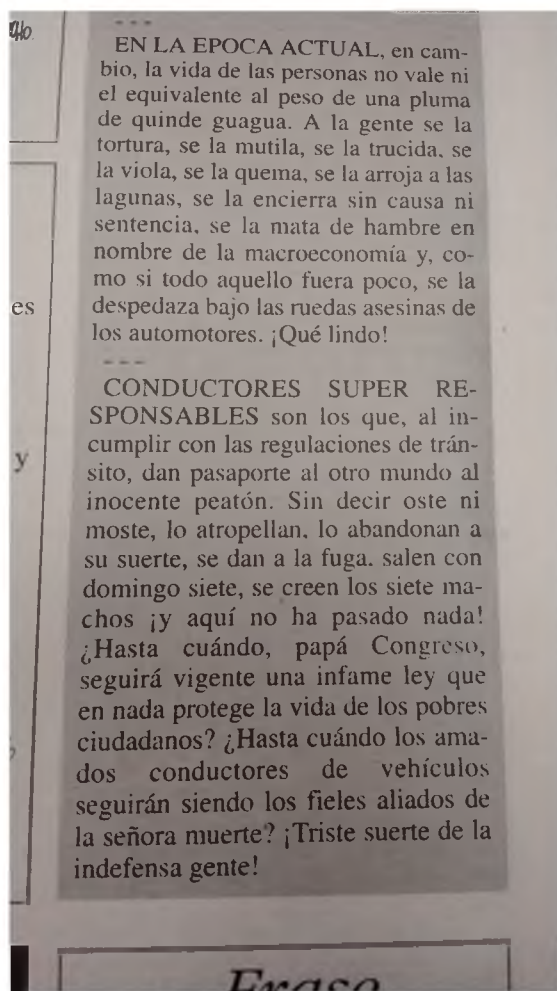 - - -
EN LA EPOCA ACTUAL, en cam-
bio, la vida de las personas no vale ni
el equivalente al peso de una pluma
de quinde guagua. A la gente se la
tortura, se la mutila, se la trucida, se
la viola, se la quema, se la arroja a las
lagunas, se la encierra sin causa ni
sentencia, se la mata de hambre en
nombre de la macroeconomía y, co-
mo si todo aquello fuera poco, se la
despedaza bajo las ruedas asesinas de
los automotores. ¡Qué lindo!
- - -
CONDUCTORES SUPER RE-
SPONSABLES son los que, al in-
cumplir con las regulaciones de trán-
sito, dan pasaporte al otro mundo al
inocente peatón. Sin decir oste ni
moste, lo atropellan, lo abandonan a
su suerte, se dan a la fuga. salen con
domingo siete, se creen los siete ma-
chos ¡y aquí no ha pasado nada!
¿Hasta cuándo, papá Congreso,
seguirá vigente una infame ley que
en nada protege la vida de los pobres
ciudadanos? ¿Hasta cuándo los ama-
dos conductores de vehículos
seguirán siendo los fieles aliados de
la señora muerte? ¡Triste suerte de la
indefensa gente!
es
y